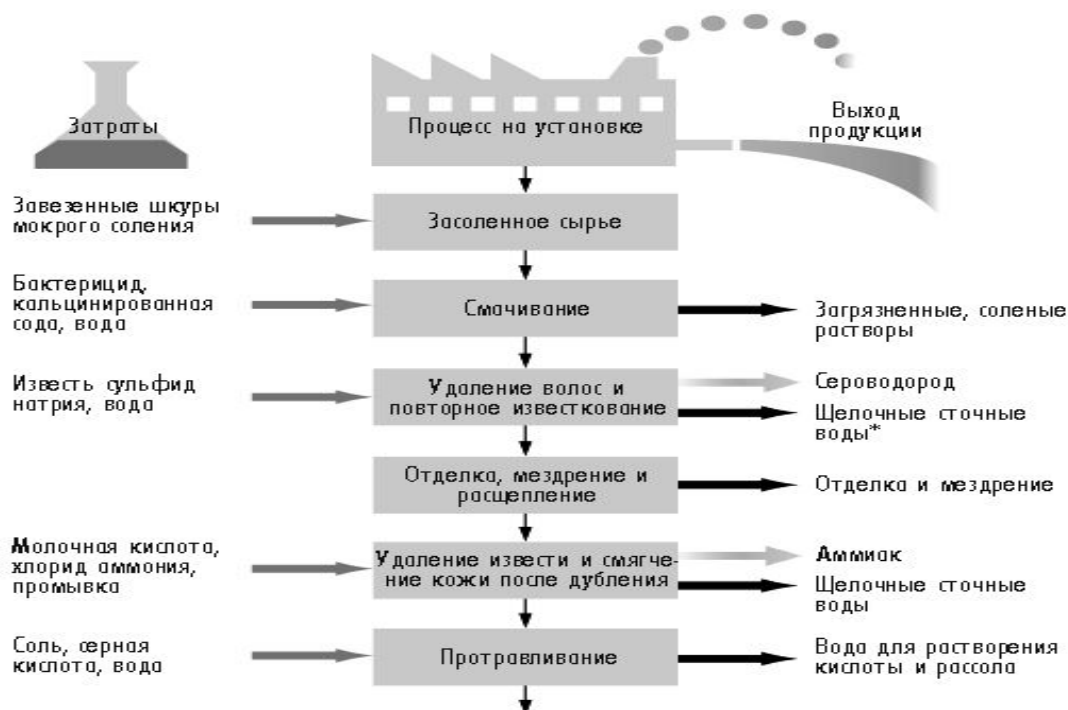 Затраты
Процесс на установке
Выход
продукции
Завезенные шкуры
мокрого соления
Засоленное сырье
Бактерицид,
кальцинированная
сода, вода
Смачивание
Загрязненные, соленые
растворы
Известь сульфид
натрия, вода
Удаление волос и
повторное известкование
Сероводород
Щелочные сточные
воды*
Отделка, мездрение и
расщепление
Отделка и мездрение
Молочная кислота,
хлорид аммония,
промывка
Удаление извести и смягче-
ние кожи после дубления
Аммиак
Щелочные сточные
воды
Соль, серная
кислота, вода
Протравливание
Вода для растворения
кислоты и рассола